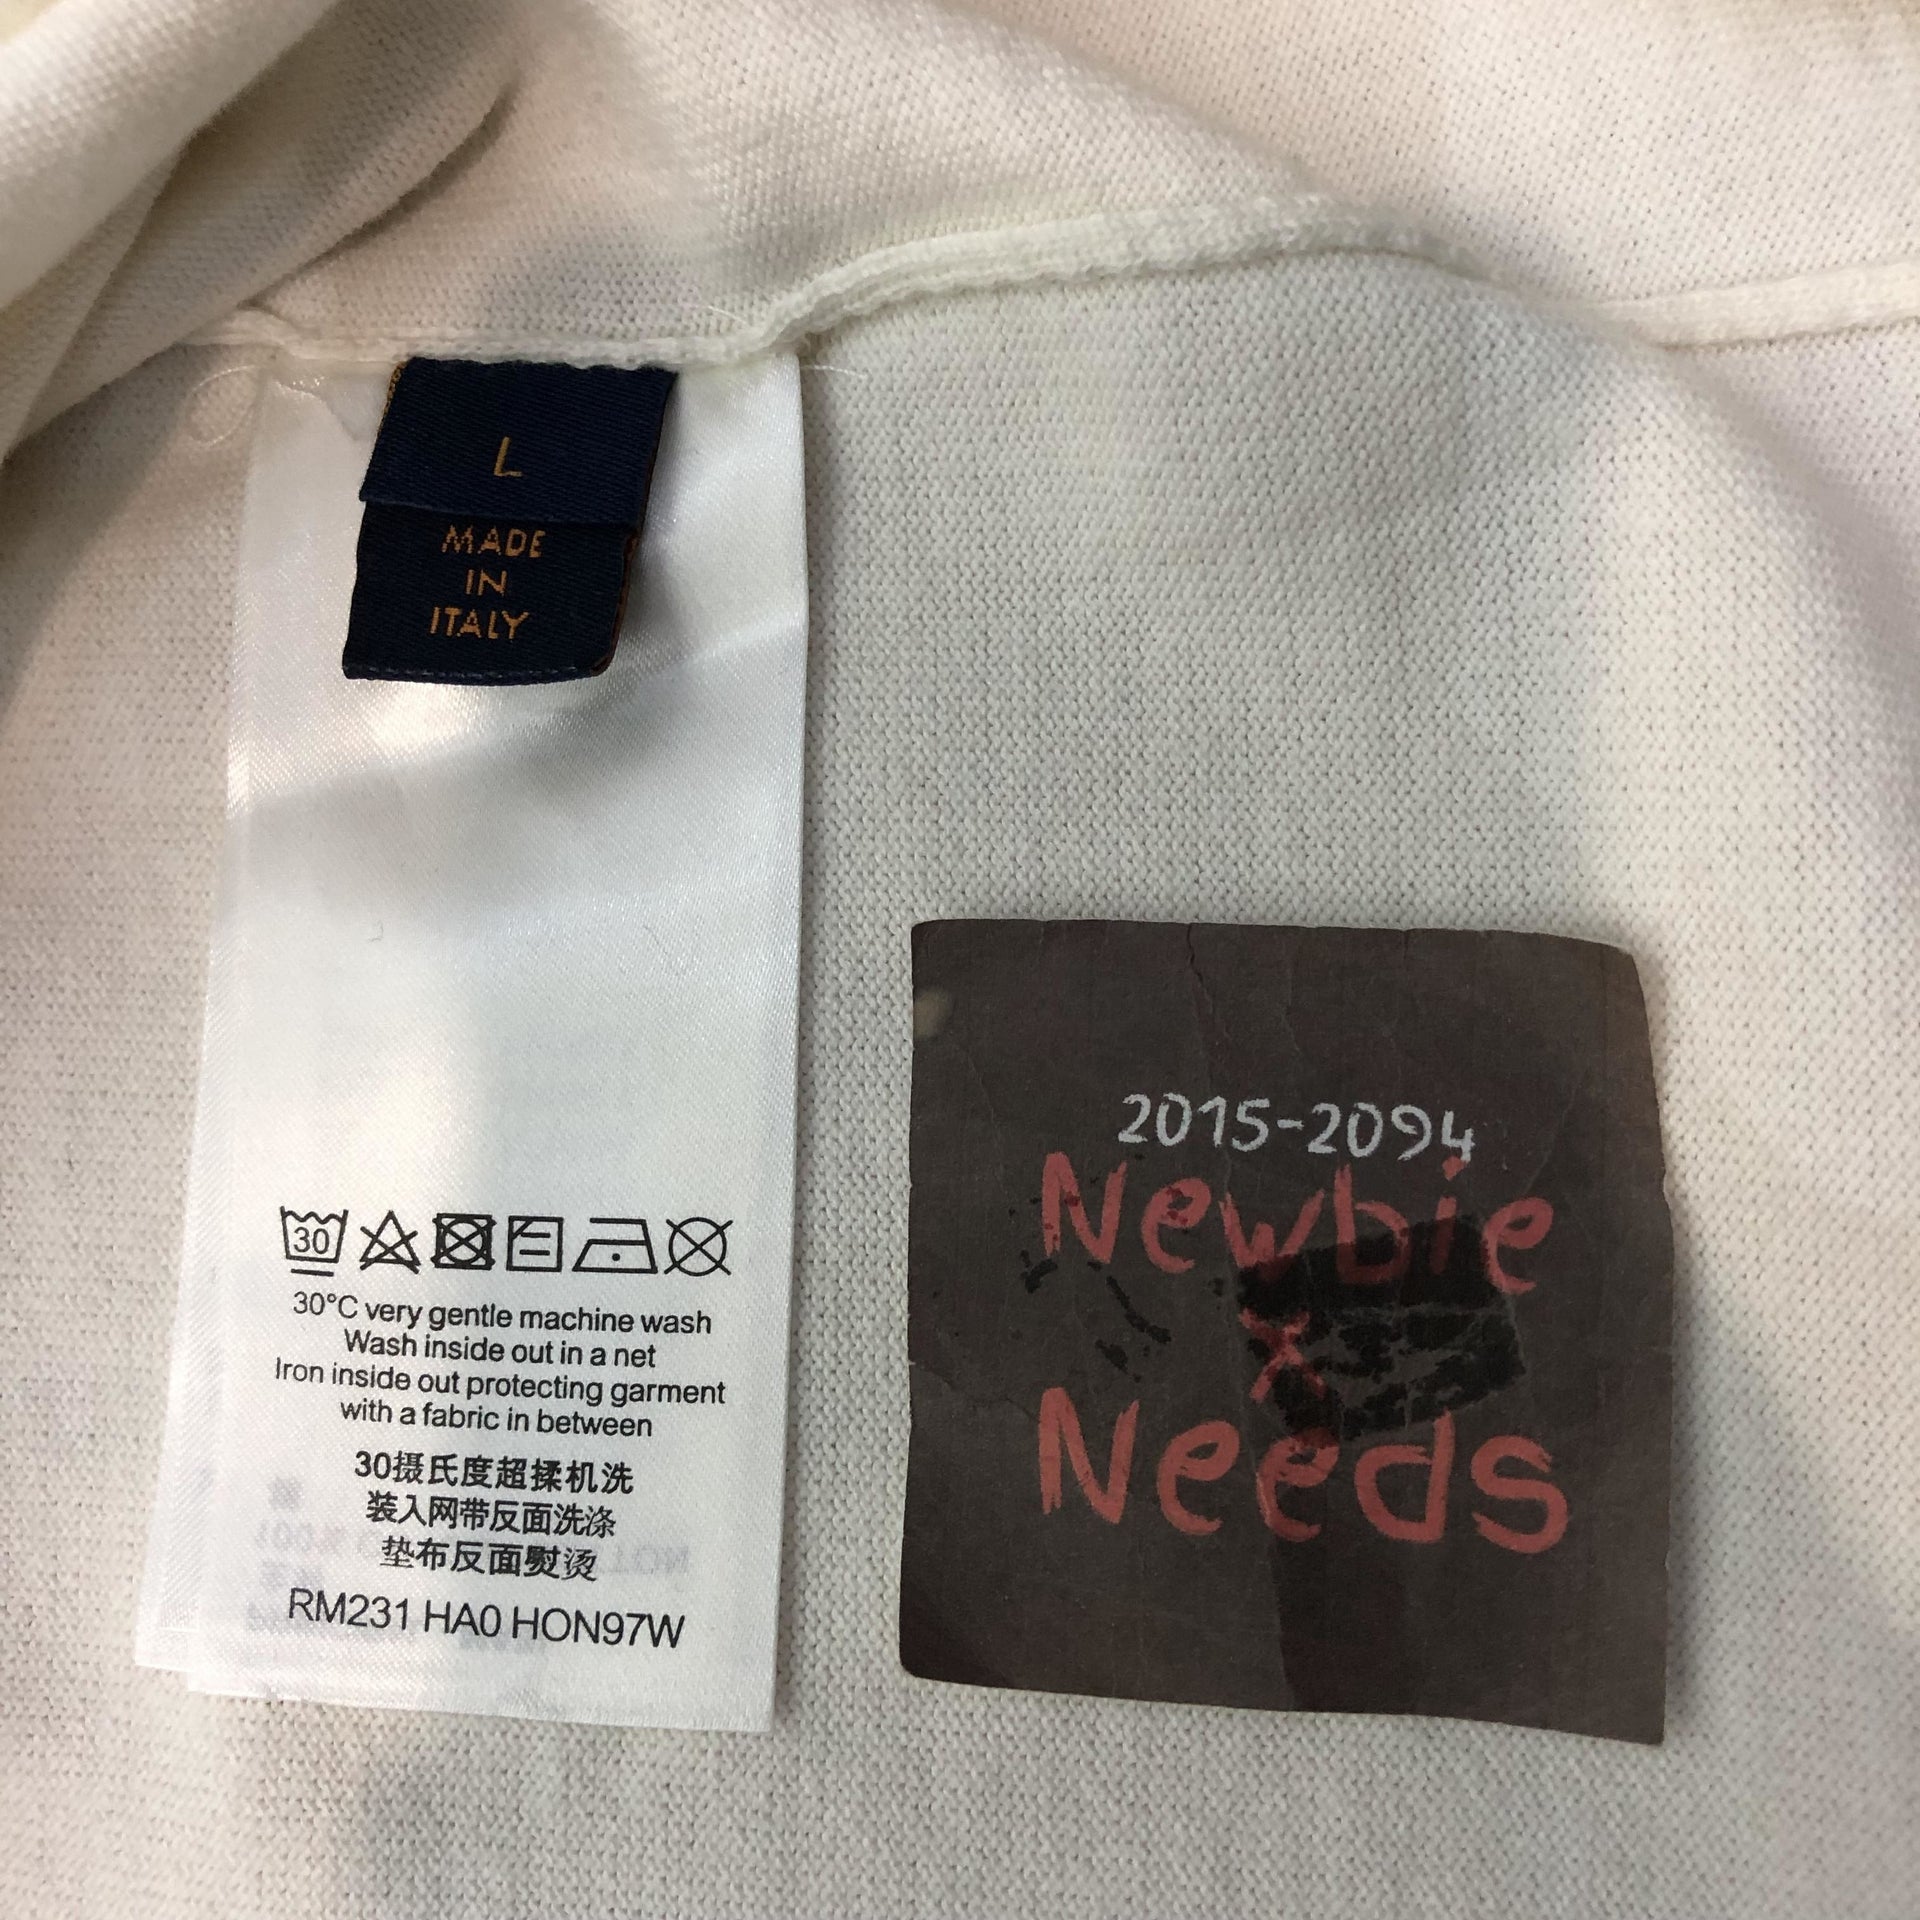 L
MADE
IN
ITALY
30
30°C very gentle machine wash
Wash inside out in a net
Iron inside out protecting garment
with a fabric in between
30摄氏度超揉机洗
装入网带反面洗涤
垫布反面熨烫
RM231 HA0 HON97W
2015-2094
Newbie
x
Needs